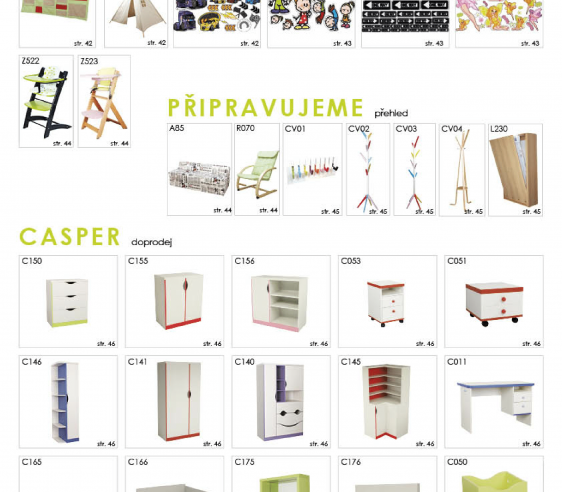 str. 42 str. 42 str. 42 str. 43 str. 43 str. 43
Z522 Z523
str. 44 str. 44
PŘIPRAVUJEME přehled
A85 R070 CV01 CV02 CV03 CV04 L230
str. 44 str. 44 str. 45 str. 45 str. 45 str. 45 str. 45
CASPER doprodej
C150 C155 C156 C053 C051
str. 46 str. 46 str. 46 str. 46 str. 46
C146 C141 C140 C145 C011
str. 46 str. 46 str. 46 str. 46 str. 46
C165 C166 C175 C176 C050